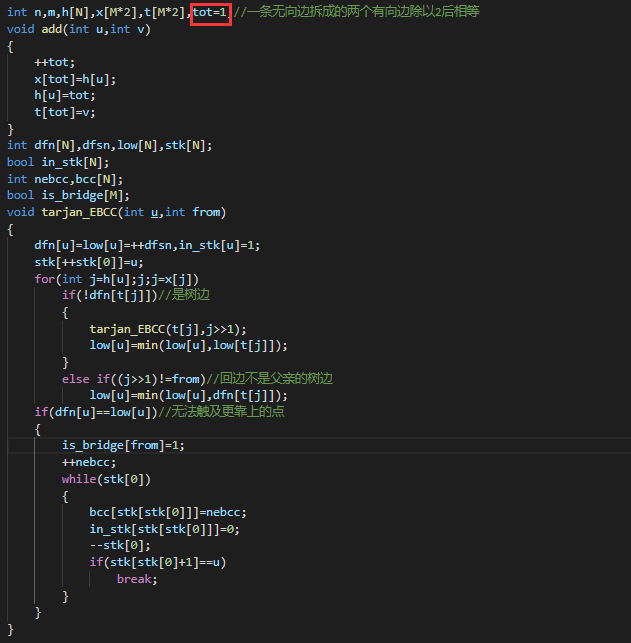 int n,m,h[N],x[M*2],t[M*2],tot=1;//一条无向边拆成的两个有向边除以2后相等
void add(int u,int v)
{
    ++tot;
    x[tot]=h[u];
    h[u]=tot;
    t[tot]=v;
}
int dfn[N],dfsn,low[N],stk[N];
bool in_stk[N];
int nebcc,bcc[N];
bool is_bridge[M];
void tarjan_EBCC(int u,int from)
{
    dfn[u]=low[u]=++dfsn,in_stk[u]=1;
    stk[++stk[0]]=u;
    for(int j=h[u];j;j=x[j])
        if(!dfn[t[j]])//是树边
        {
            tarjan_EBCC(t[j],j>>1);
            low[u]=min(low[u],low[t[j]]);
        }
        else if((j>>1)!=from)//回边不是父亲的树边
            low[u]=min(low[u],dfn[t[j]]);
    if(dfn[u]==low[u])//无法触及更靠上的点
    {
        is_bridge[from]=1;
        ++nebcc;
        while(stk[0])
        {
            bcc[stk[stk[0]]]=nebcc;
            in_stk[stk[stk[0]]]=0;
            --stk[0];
            if(stk[stk[0]+1]==u)
                break;
        }
    }
}